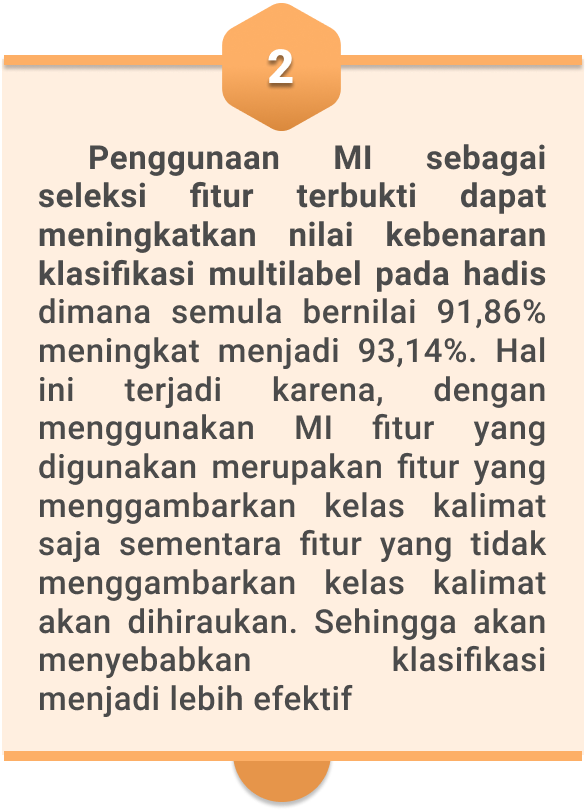 2
Penggunaan MI sebagai
seleksi fitur terbukti dapat
meningkatkan nilai kebenaran
klasifikasi multilabel pada hadis
dimana semula bernilai 91,86%
meningkat menjadi 93,14%. Hal
ini terjadi karena, dengan
menggunakan MI fitur yang
digunakan merupakan fitur yang
menggambarkan kelas kalimat
saja sementara fitur yang tidak
menggambarkan kelas kalimat
akan dihiraukan. Sehingga akan
menyebabkan klasifikasi
menjadi lebih efektif